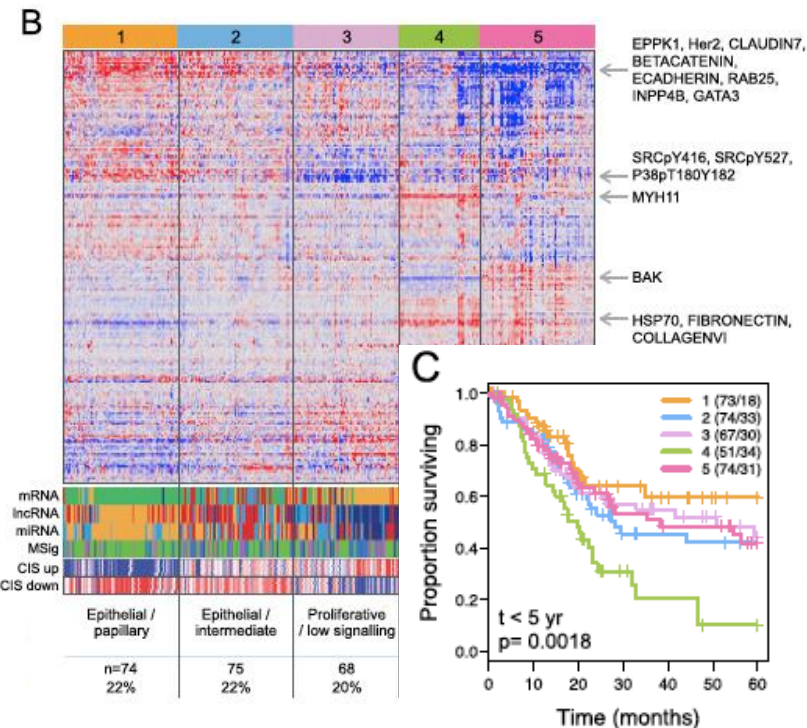 B
1 2 3 4 5
EPPK1, Her2, CLAUDIN7,
BETACATENIN,
ECADHERIN, RAB25,
INPP4B, GATA3
SRCpY416, SRCpY527,
P38pT180Y182
MYH11
BAK
HSP70, FIBRONECTIN,
COLLAGENVI
mRNA
lncRNA
miRNA
MSig
CIS up
CIS down
Epithelial / papillary
Epithelial / intermediate
Proliferative / low signalling
n=74 75 68
22% 22% 20%
C
Proportion surviving
1.0
0.8
0.6
0.4
0.2
0.0
1 (73/18)
2 (74/33)
3 (67/30)
4 (51/34)
5 (74/31)
t < 5 yr
p= 0.0018
0 10 20 30 40 50 60
Time (months)